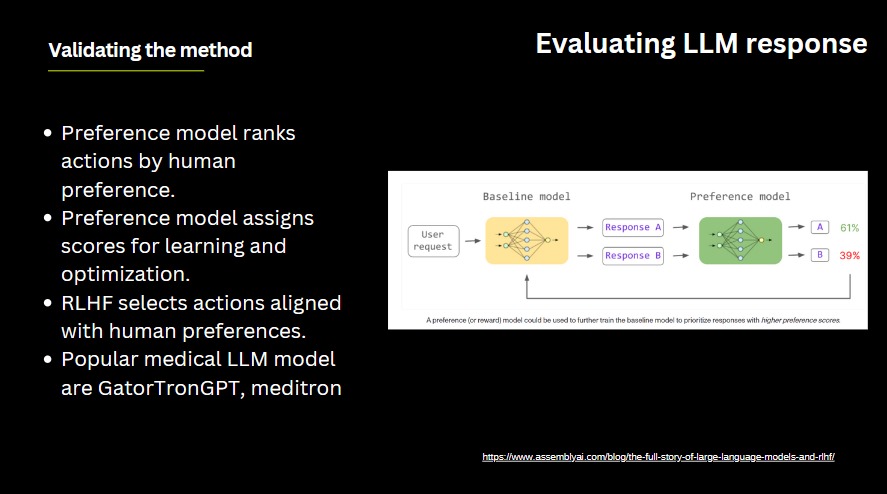 Validating the method
Evaluating LLM response
• Preference model ranks
actions by human
preference.
• Preference model assigns
scores for learning and
optimization.
• RLHF selects actions aligned
with human preferences.
• Popular medical LLM model
are GatorTronGPT, meditron
Baseline model
Preference model
User
request
Response A
Response B
A 61%
B 39%
A preference (or reward) model could be used to further train the baseline model to prioritize responses with higher preference scores.
https://www.assemblyai.com/blog/the-full-story-of-large-language-models-and-rlhf/